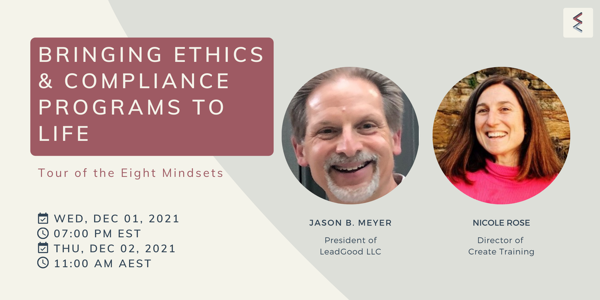 BRINGING ETHICS
& COMPLIANCE
PROGRAMS TO
LIFE
Tour of the Eight Mindsets
WED, DEC 01, 2021
07:00 PM EST
THU, DEC 02, 2021
11:00 AM AEST
JASON B. MEYER
President of
LeadGood LLC
NICOLE ROSE
Director of
Create Training